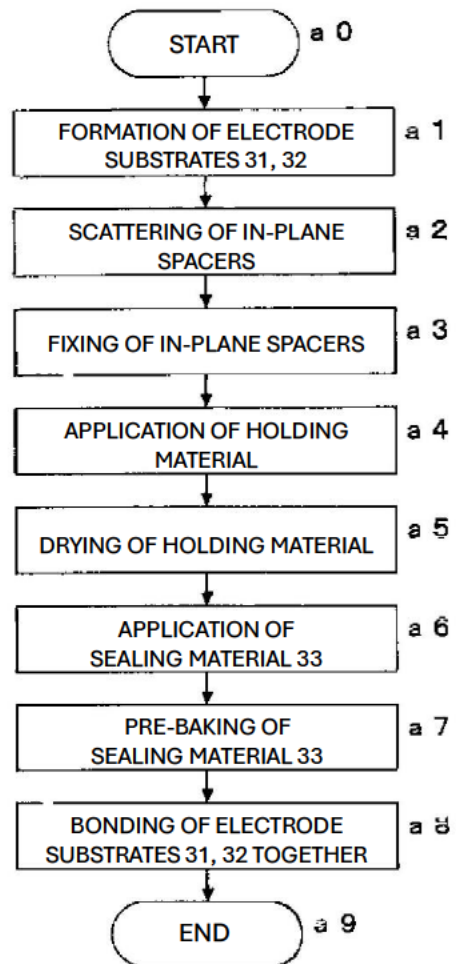 START
a 0
FORMATION OF ELECTRODE
SUBSTRATES 31, 32
a 1
SCATTERING OF IN-PLANE
SPACERS
a 2
FIXING OF IN-PLANE SPACERS
a 3
APPLICATION OF HOLDING
MATERIAL
a 4
DRYING OF HOLDING MATERIAL
a 5
APPLICATION OF
SEALING MATERIAL 33
a 6
PRE-BAKING OF
SEALING MATERIAL 33
a 7
BONDING OF ELECTRODE
SUBSTRATES 31, 32 TOGETHER
a 8
END
a 9